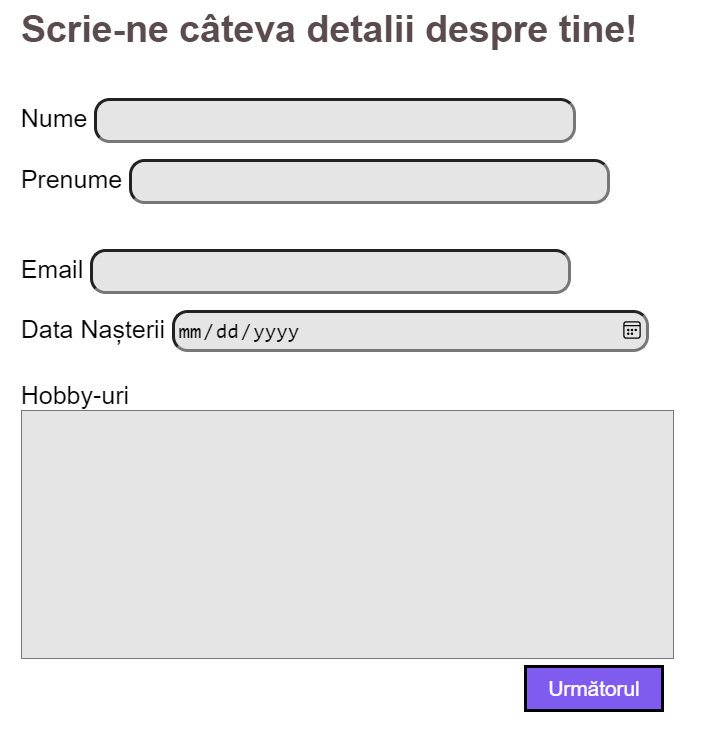 Scrie-ne câteva detalii despre tine!
Nume
Prenume
Email
Data Nașterii mm/dd/yyyy
Hobby-uri
Următorul